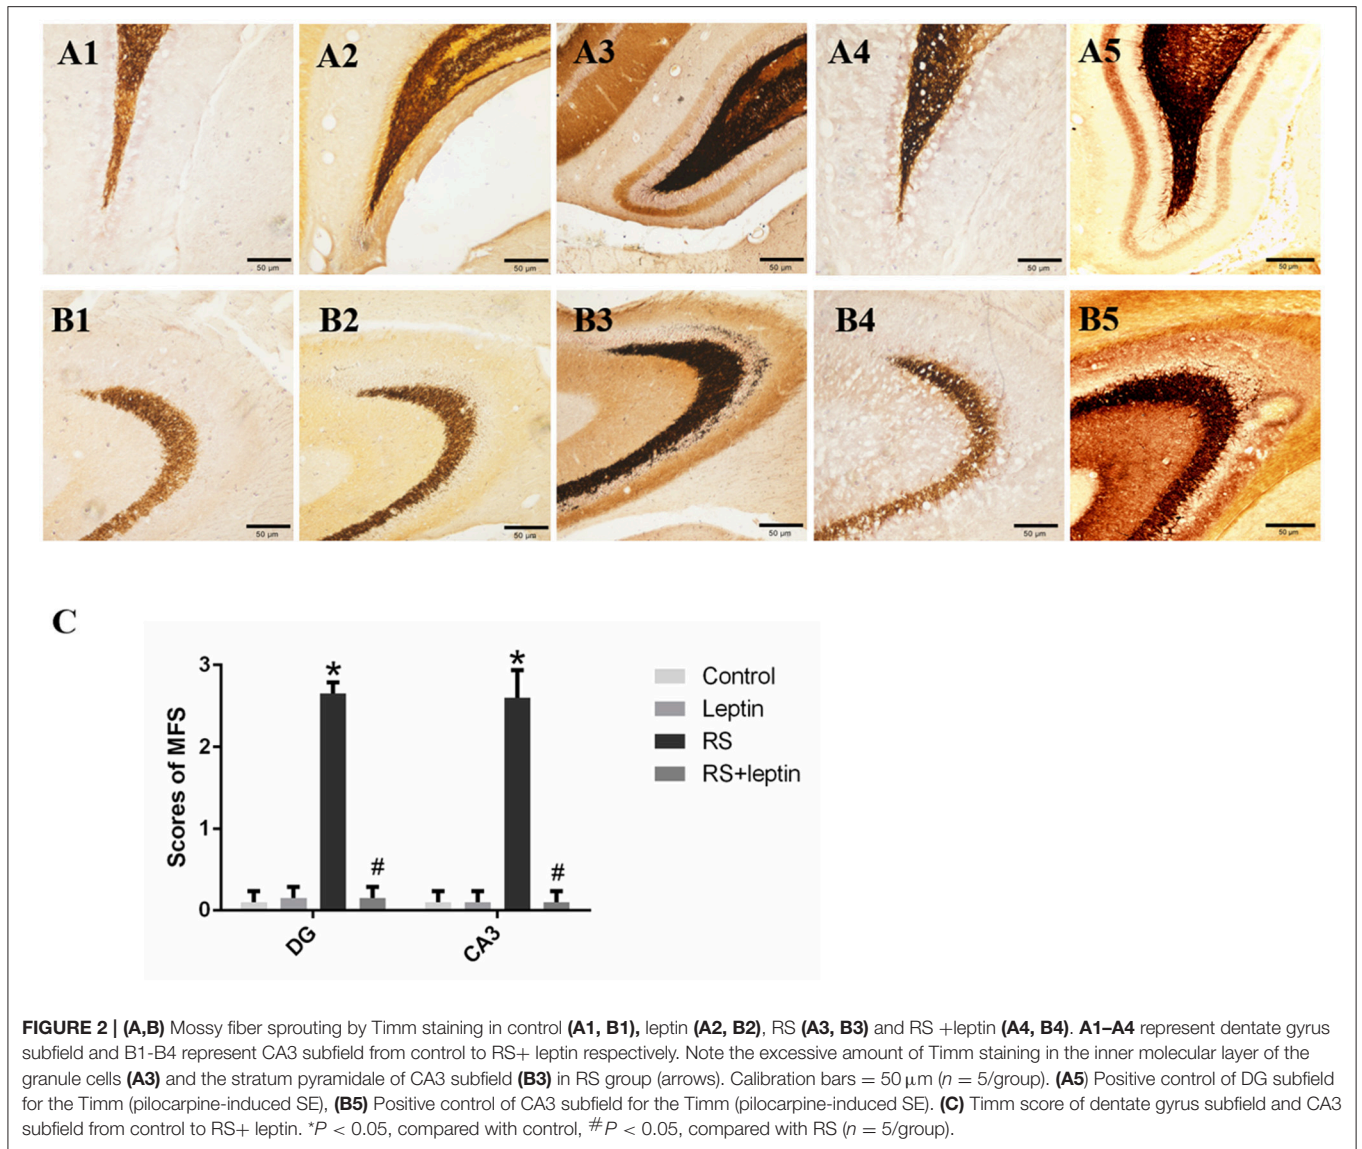 A1
A2
A3
A4
A5
50 µm
50 µm
50 µm
50 µm
50 µm
B1
B2
B3
B4
B5
50 µm
50 µm
50 µm
50 µm
50 µm
C
Scores of MFS
3
2
1
0
*
#
*
#
DG
CA3
Control
Leptin
RS
RS+leptin
FIGURE 2 | (A,B) Mossy fiber sprouting by Timm staining in control (A1, B1), leptin (A2, B2), RS (A3, B3) and RS +leptin (A4, B4). A1–A4 represent dentate gyrus
subfield and B1-B4 represent CA3 subfield from control to RS+ leptin respectively. Note the excessive amount of Timm staining in the inner molecular layer of the
granule cells (A3) and the stratum pyramidale of CA3 subfield (B3) in RS group (arrows). Calibration bars = 50 µm (n = 5/group). (A5) Positive control of DG subfield
for the Timm (pilocarpine-induced SE), (B5) Positive control of CA3 subfield for the Timm (pilocarpine-induced SE). (C) Timm score of dentate gyrus subfield and CA3
subfield from control to RS+ leptin. *P < 0.05, compared with control, #P < 0.05, compared with RS (n = 5/group).